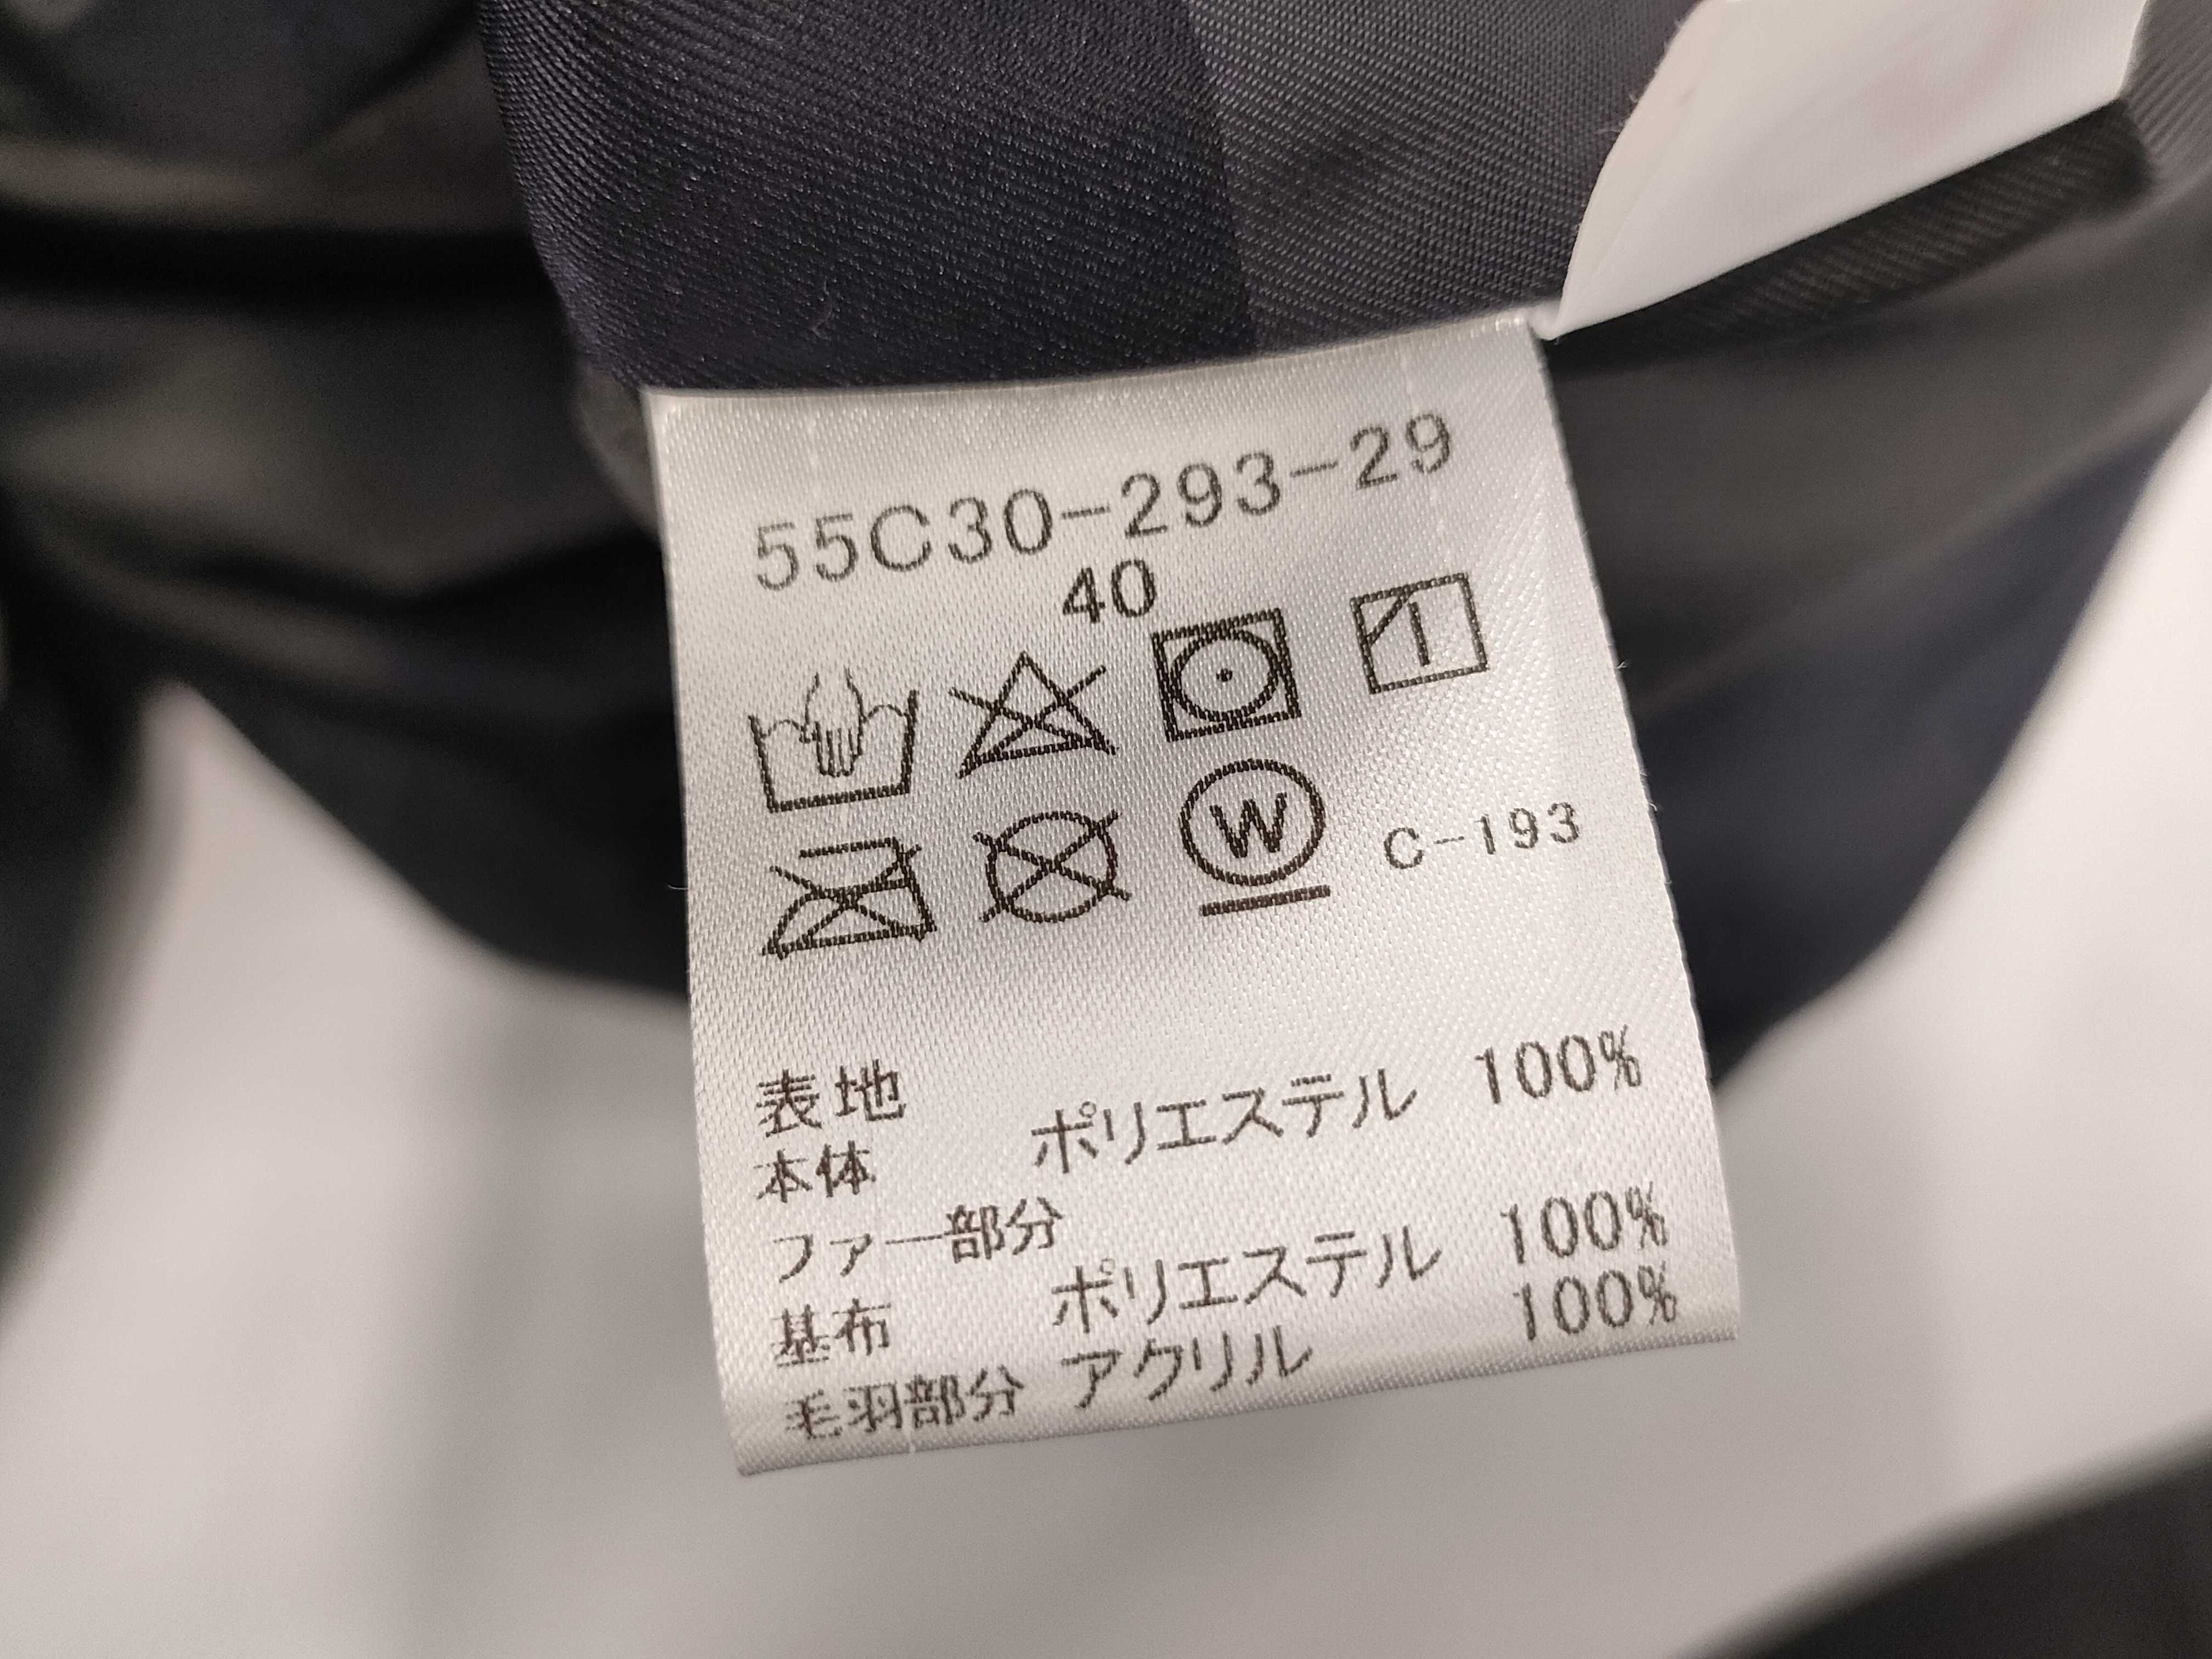 55C30-293-29
40
W C-193
表地
本体 ポリエステル 100%
ファー部分
基布 ポリエステル 100%
毛羽部分 アクリル 100%